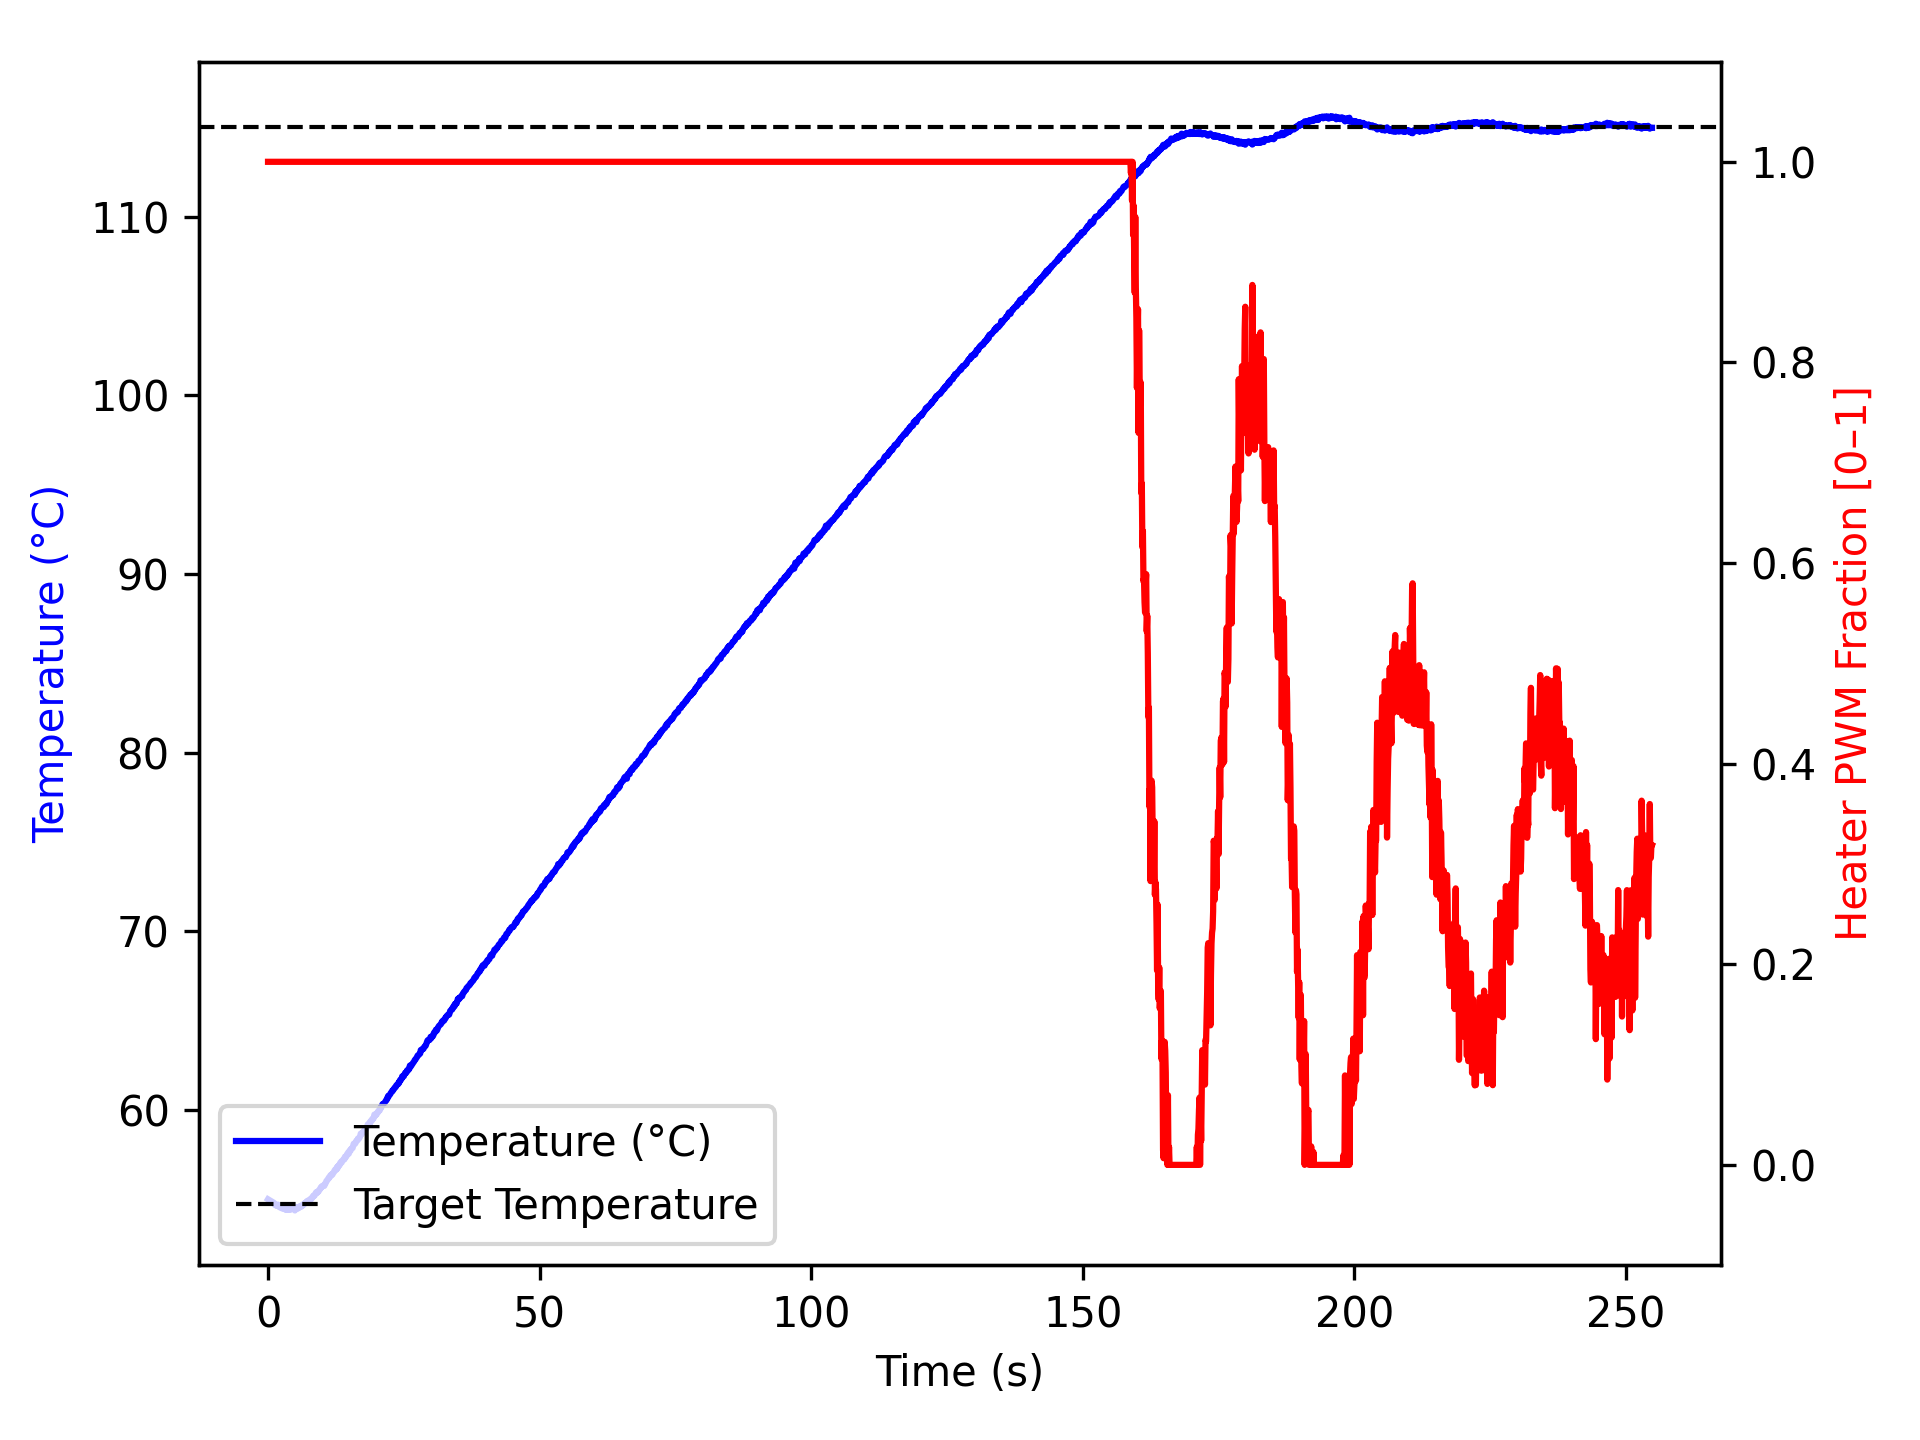 110
100
90
80
70
60
Temperature (°C)
1.0
0.8
0.6
0.4
0.2
0.0
Heater PWM Fraction [0–1]
Temperature (°C)
Target Temperature
0 50 100 150 200 250
Time (s)